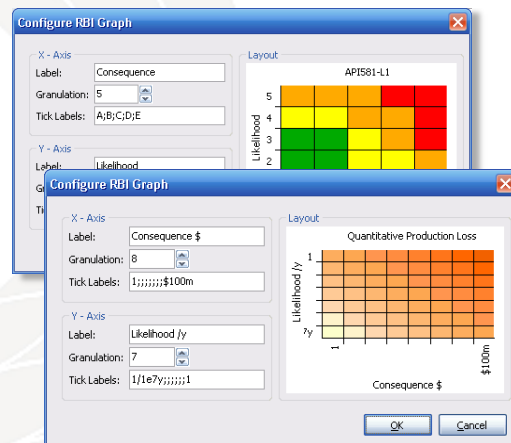 Configure RBI Graph
X - Axis
Label: Consequence
Granulation: 5
Tick Labels: A;B;C;D;E
Y - Axis
Label: Likelihood
Layout
API581-L1
Likelihood
5
4
3
2
Configure RBI Graph
X - Axis
Label: Consequence $
Granulation: 8
Tick Labels: 1;;;;;;;$100m
Y - Axis
Label: Likelihood /y
Granulation: 7
Tick Labels: 1/1e7y;;;;;;1
Layout
Quantitative Production Loss
Likelihood /y
1
7y
1
$100m
Consequence $
OK
Cancel